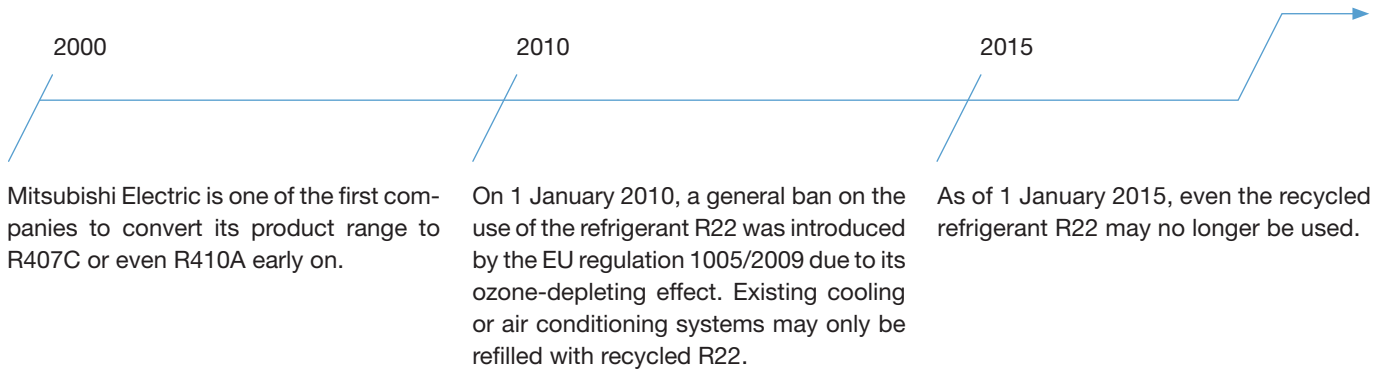 2000
2010
2015
Mitsubishi Electric is one of the first com-
panies to convert its product range to
R407C or even R410A early on.
On 1 January 2010, a general ban on the
use of the refrigerant R22 was introduced
by the EU regulation 1005/2009 due to its
ozone-depleting effect. Existing cooling
or air conditioning systems may only be
refilled with recycled R22.
As of 1 January 2015, even the recycled
refrigerant R22 may no longer be used.